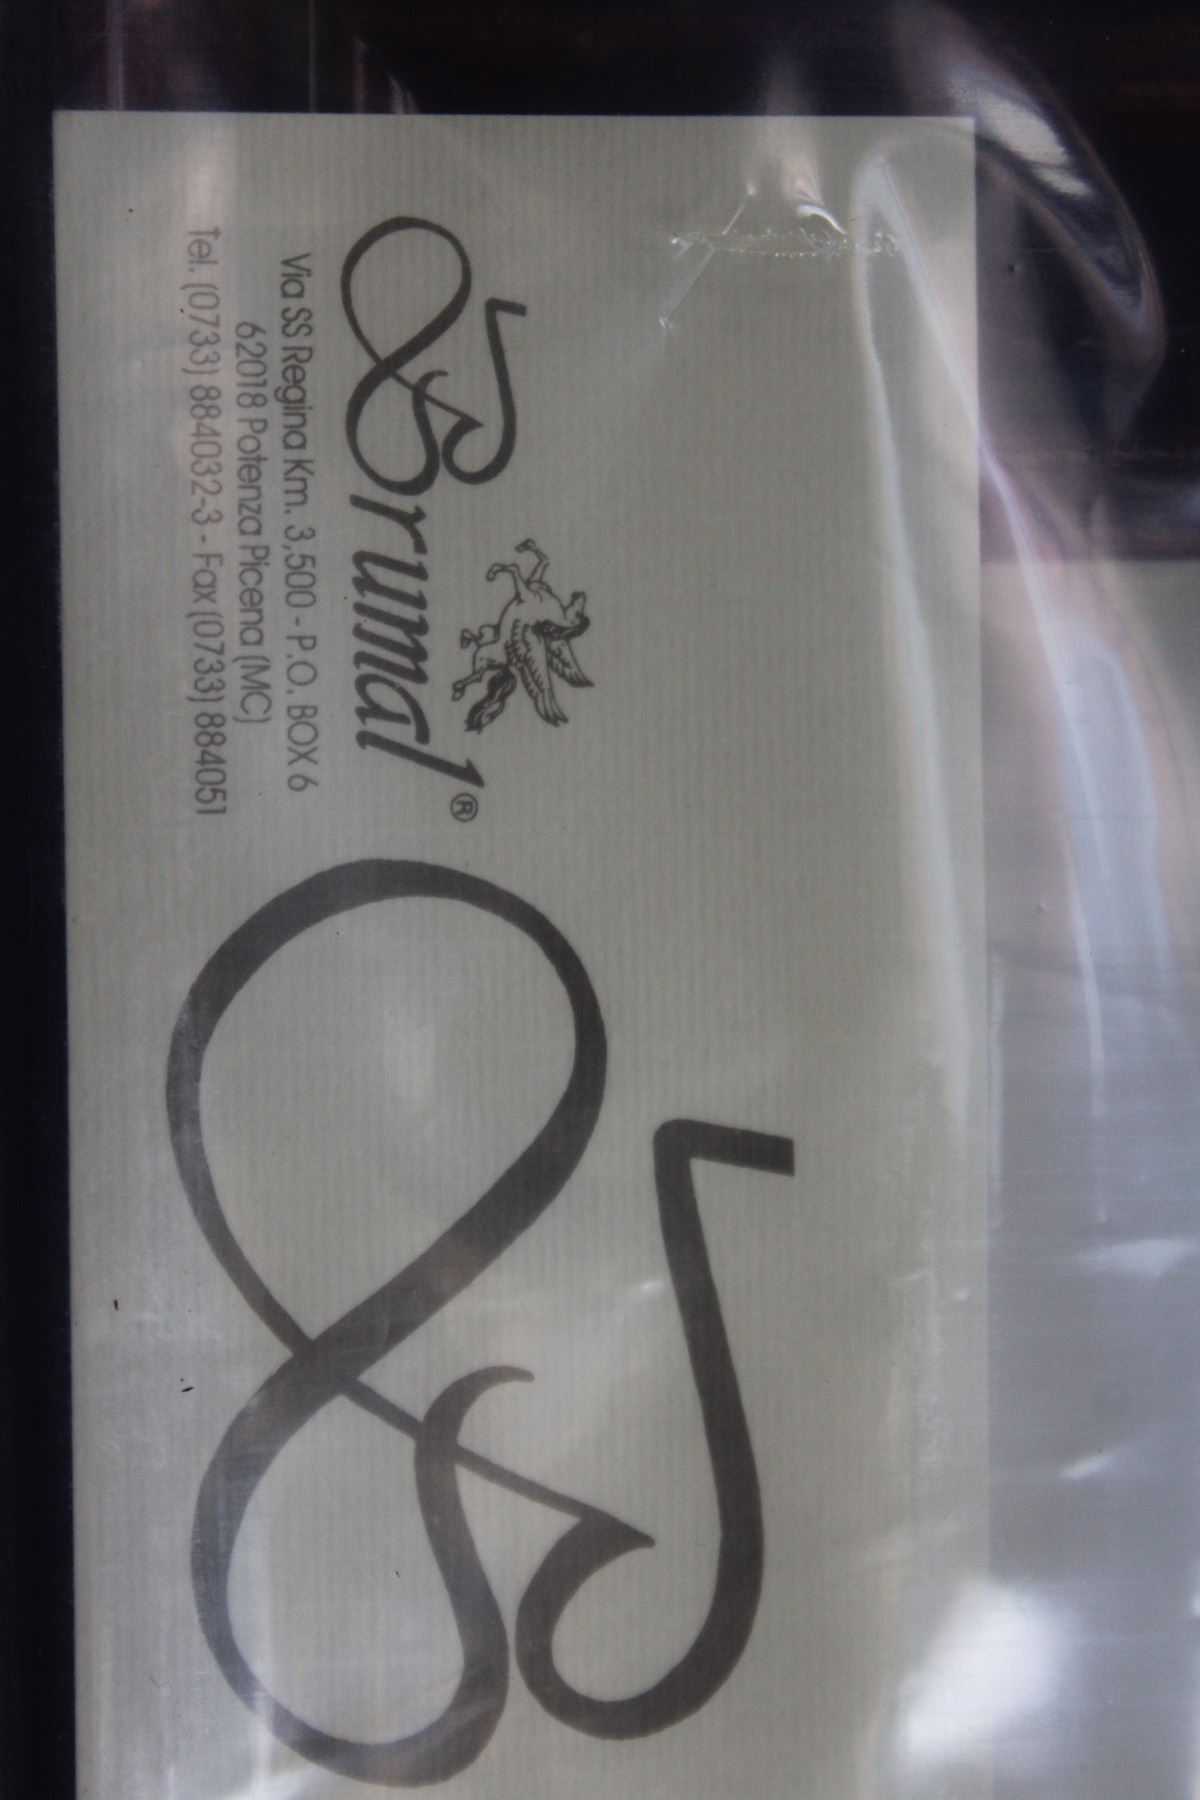 Brumal®
Via SS Regina Km. 3,500 - P.O. BOX 6
62018 Potenza Picena (MC)
Tel. (0733) 884032-3 - Fax (0733) 884051